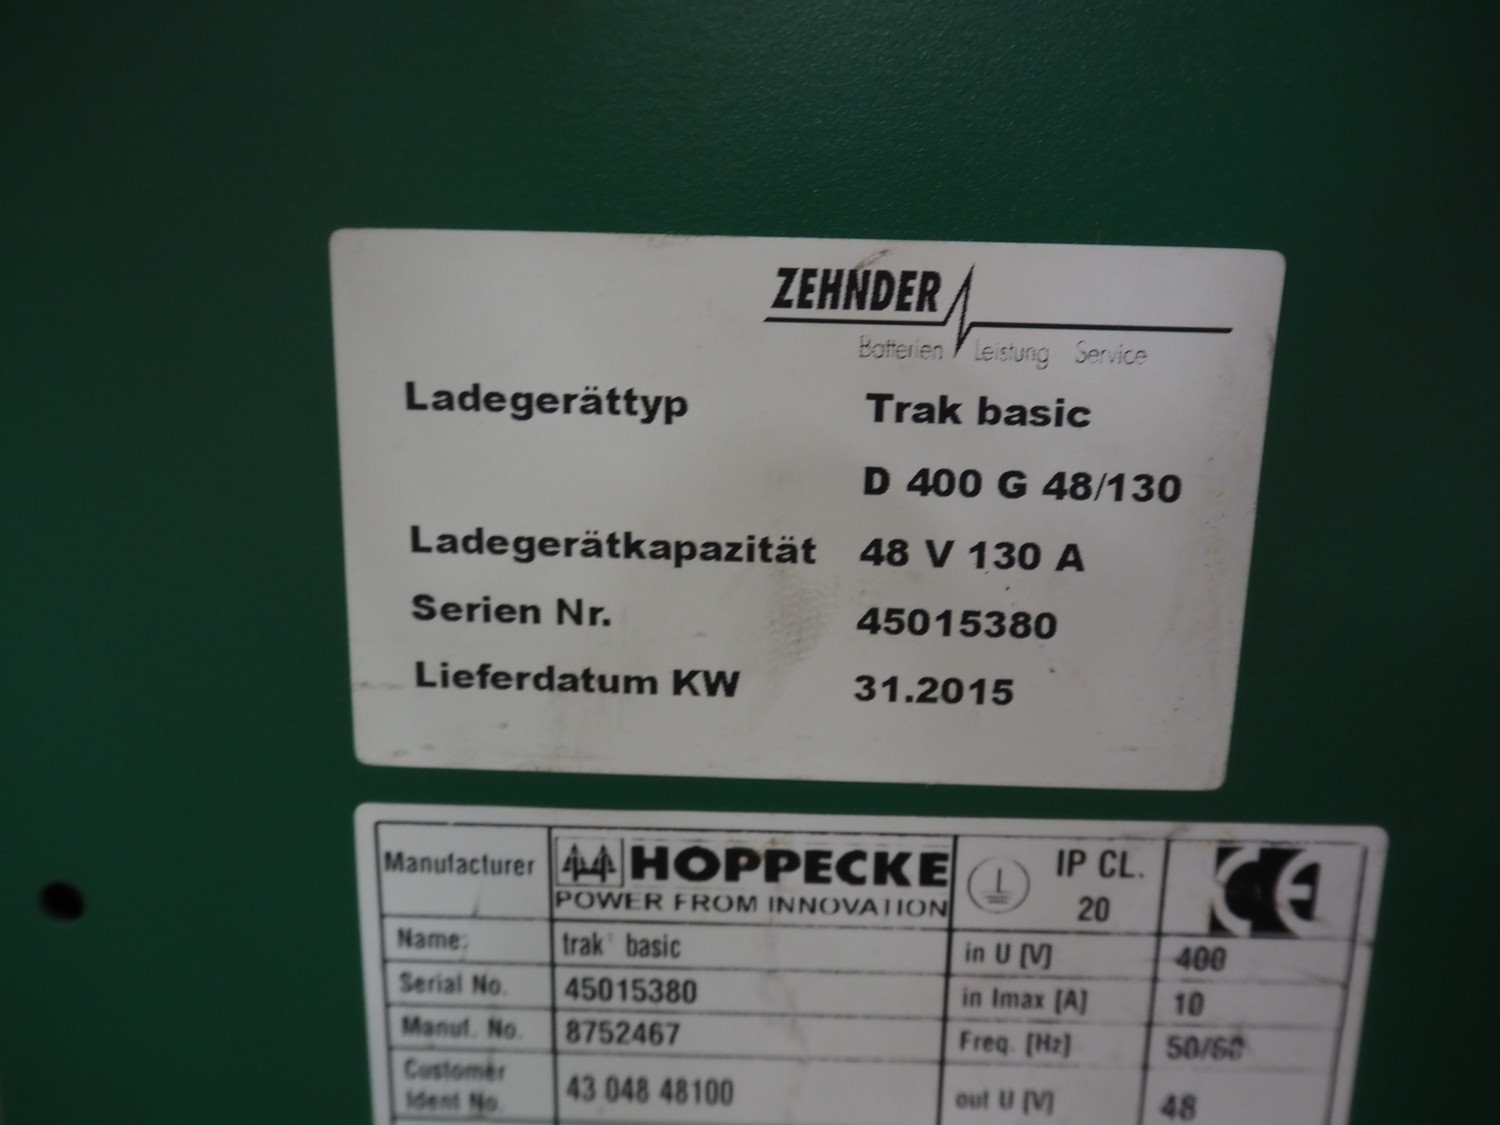 ZEHNDER
Batterien Leistung Service
Ladegerättyp Trak basic
D 400 G 48/130
Ladegerätkapazität 48 V 130 A
Serien Nr. 45015380
Lieferdatum KW 31.2015
Manufacturer HOPPECKE IP CL. CE
POWER FROM INNOVATION 20
Name: trak basic in U [V] 400
Serial No. 45015380 in Imax [A] 10
Manuf. No. 8752467 Freq. [Hz] 50/60
Customer
Ident No. 43 048 48100 out U [V] 48